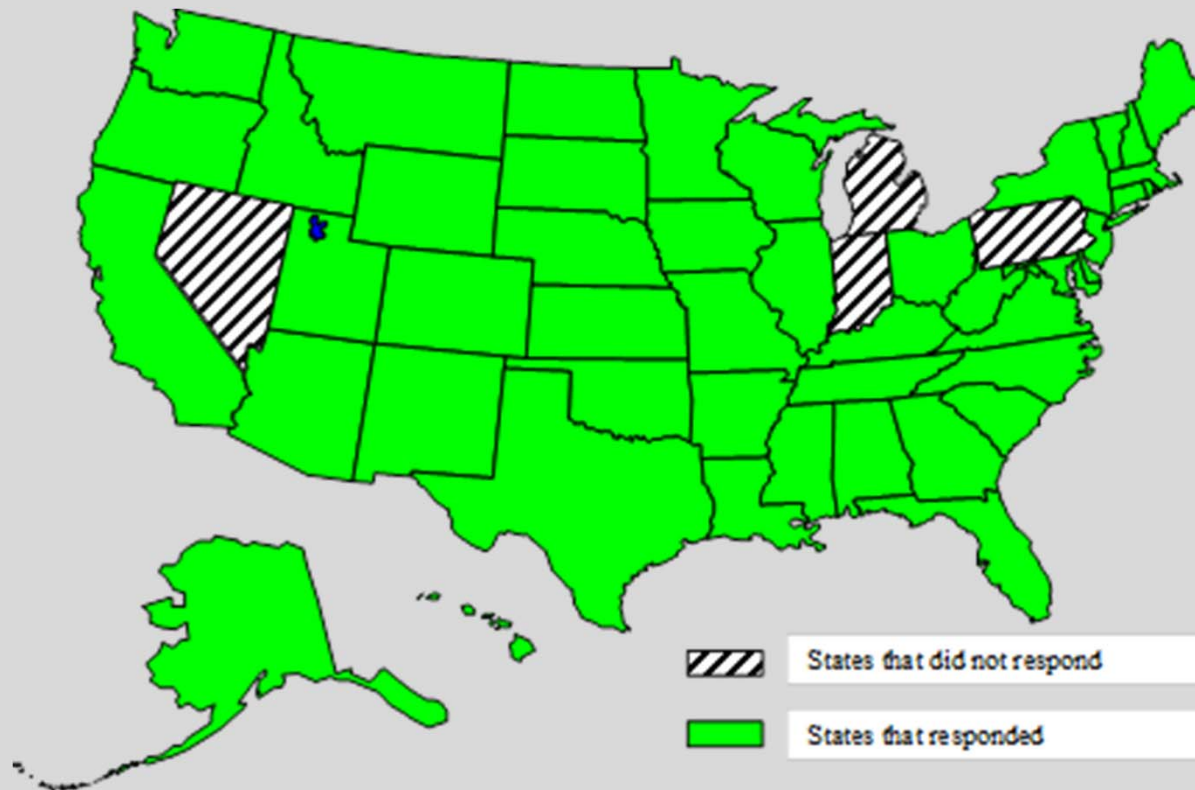 States that did not respond
States that responded